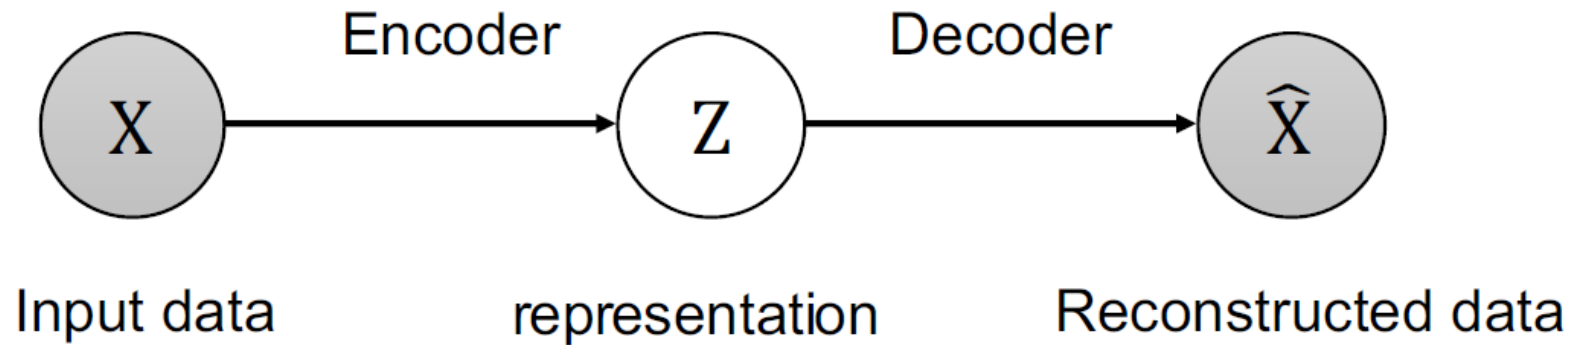 Encoder
Decoder
X
Z
X̂
Input data
representation
Reconstructed data